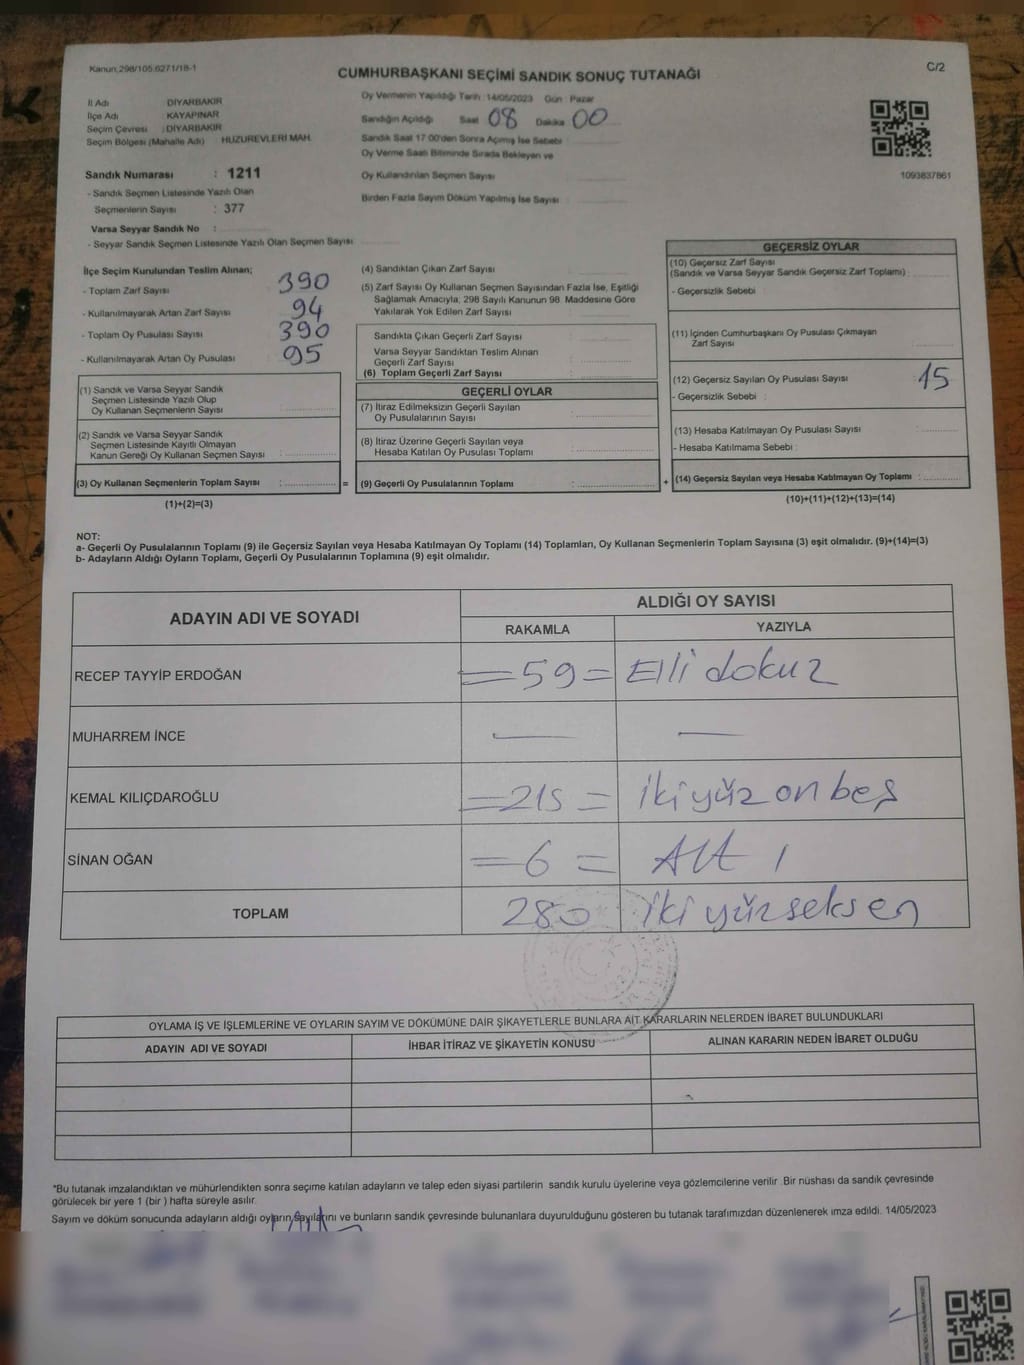 Kanun,298/105,6271/18-1
C/2
CUMHURBAŞKANI SEÇİMİ SANDIK SONUÇ TUTANAĞI
İl Adı DİYARBAKIR
İlçe Adı KAYAPINAR
Seçim Çevresi : DİYARBAKIR
Seçim Bölgesi (Mahalle Adı) HUZUREVLERİ MAH.
Oy Vermenin Yapıldığı Tarih : 14/05/2023 Gün : Pazar
Sandığın Açıldığı Saat 08 Dakika 00
Sandık Saat 17:00'den Sonra Açımış İse Sebebi
Oy Verme Saati Bitiminde Sırada Bekleyen ve
Oy Kullandırılan Seçmen Sayısı
Birden Fazla Sayım Döküm Yapılmış İse Sayısı :
1093837861
Sandık Numarası : 1211
- Sandık Seçmen Listesinde Yazılı Olan
Seçmenlerin Sayısı : 377
Varsa Seyyar Sandık No :
- Seyyar Sandık Seçmen Listesinde Yazılı Olan Seçmen Sayısı
İlçe Seçim Kurulundan Teslim Alınan;
- Toplam Zarf Sayısı 390
- Kullanılmayarak Artan Zarf Sayısı 94
- Toplam Oy Pusulası Sayısı 390
- Kullanılmayarak Artan Oy Pusulası : 95
(1) Sandık ve Varsa Seyyar Sandık
Seçmen Listesinde Yazılı Olup
Oy Kullanan Seçmenlerin Sayısı :
(2) Sandık ve Varsa Seyyar Sandık
Seçmen Listesinde Kayıtlı Olmayan
Kanun Gereği Oy Kullanan Seçmen Sayısı :
(3) Oy Kullanan Seçmenlerin Toplam Sayısı : =
(1)+(2)=(3)
(4) Sandıktan Çıkan Zarf Sayısı
(5) Zarf Sayısı Oy Kullanan Seçmen Sayısından Fazla İse, Eşitliği
Sağlamak Amacıyla; 298 Sayılı Kanunun 98. Maddesine Göre
Yakılarak Yok Edilen Zarf Sayısı :
Sandıkta Çıkan Geçerli Zarf Sayısı :
Varsa Seyyar Sandıktan Teslim Alınan
Geçerli Zarf Sayısı :
(6) Toplam Geçerli Zarf Sayısı :
GEÇERLİ OYLAR
(7) İtiraz Edilmeksizin Geçerli Sayılan
Oy Pusulalarının Sayısı :
(8) İtiraz Üzerine Geçerli Sayılan veya
Hesaba Katılan Oy Pusulası Toplamı :
(9) Geçerli Oy Pusulalarının Toplamı : +
GEÇERSİZ OYLAR
(10) Geçersiz Zarf Sayısı
(Sandık ve Varsa Seyyar Sandık Geçersiz Zarf Toplamı) :
- Geçersizlik Sebebi :
(11) İçinden Cumhurbaşkanı Oy Pusulası Çıkmayan
Zarf Sayısı :
(12) Geçersiz Sayılan Oy Pusulası Sayısı : 15
- Geçersizlik Sebebi :
(13) Hesaba Katılmayan Oy Pusulası Sayısı :
- Hesaba Katılmama Sebebi :
(14) Geçersiz Sayılan veya Hesaba Katılmayan Oy Toplamı :
(10)+(11)+(12)+(13)=(14)
NOT:
a- Geçerli Oy Pusulalarının Toplamı (9) ile Geçersiz Sayılan veya Hesaba Katılmayan Oy Toplamı (14) Toplamları, Oy Kullanan Seçmenlerin Toplam Sayısına (3) eşit olmalıdır. (9)+(14)=(3)
b- Adayların Aldığı Oyların Toplamı, Geçerli Oy Pusulalarının Toplamına (9) eşit olmalıdır.
ADAYIN ADI VE SOYADI
ALDIĞI OY SAYISI
RAKAMLA YAZIYLA
RECEP TAYYİP ERDOĞAN =59= Elli dokuz
MUHARREM İNCE — —
KEMAL KILIÇDAROĞLU =215= İki yüz on beş
SİNAN OĞAN =6= Altı
TOPLAM 280 İki yüz seksen
OYLAMA İŞ VE İŞLEMLERİNE VE OYLARIN SAYIM VE DÖKÜMÜNE DAİR ŞİKAYETLERLE BUNLARA AİT KARARLARIN NELERDEN İBARET BULUNDUKLARI
ADAYIN ADI VE SOYADI İHBAR İTİRAZ VE ŞİKAYETİN KONUSU ALINAN KARARIN NEDEN İBARET OLDUĞU
*Bu tutanak imzalandıktan ve mühürlendikten sonra seçime katılan adayların ve talep eden siyasi partilerin sandık kurulu üyelerine veya gözlemcilerine verilir. Bir nüshası da sandık çevresinde
görülecek bir yere 1 (bir) hafta süreyle asılır.
Sayım ve döküm sonucunda adayların aldığı oyların sayılarını ve bunların sandık çevresinde bulunanlara duyurulduğunu gösteren bu tutanak tarafımızdan düzenlenerek imza edildi. 14/05/2023